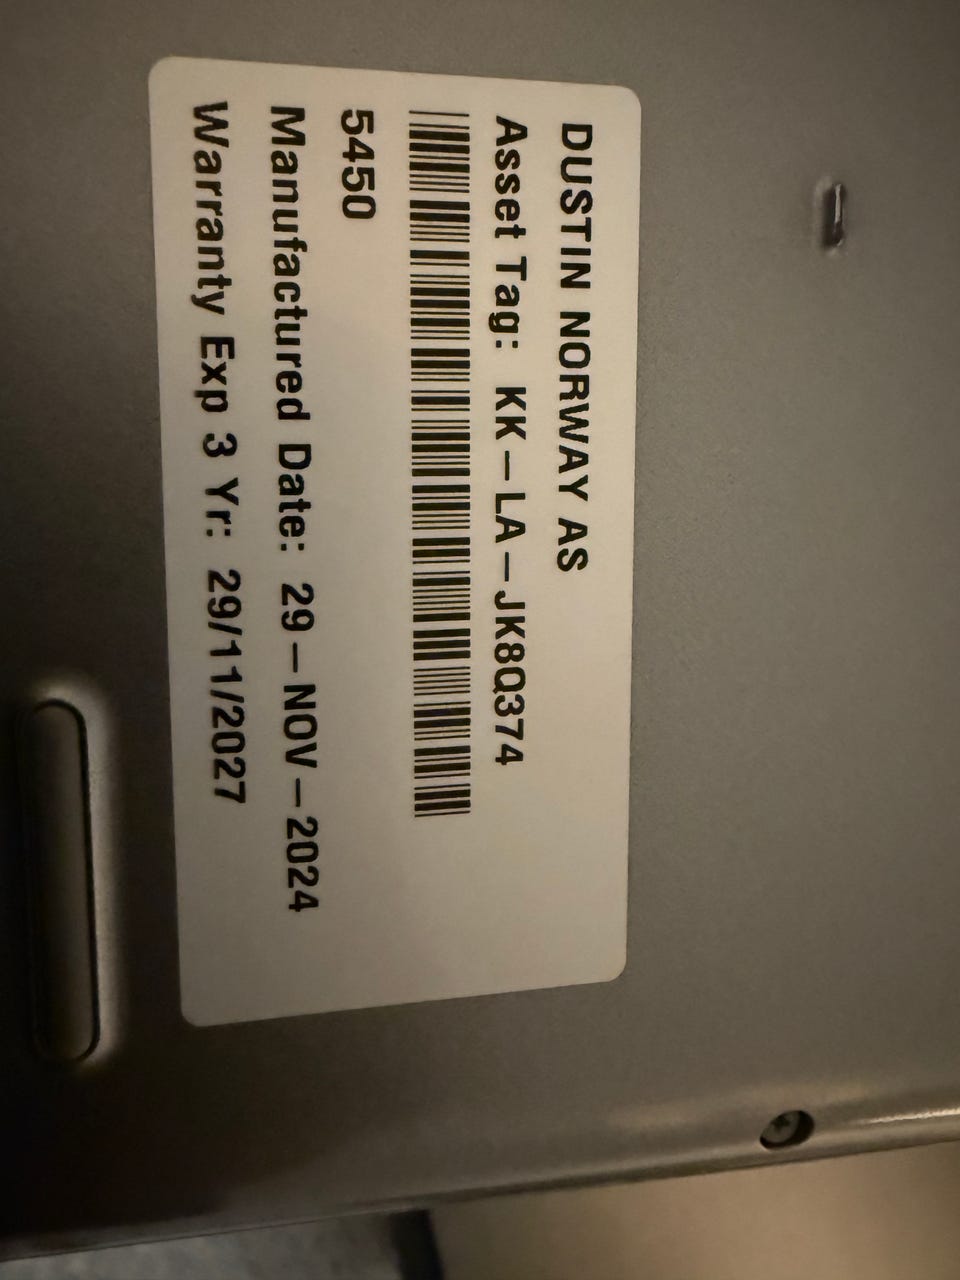 DUSTIN NORWAY AS
Asset Tag: KK-LA-JK8Q374
5450
Manufactured Date: 29-NOV-2024
Warranty Exp 3 Yr: 29/11/2027